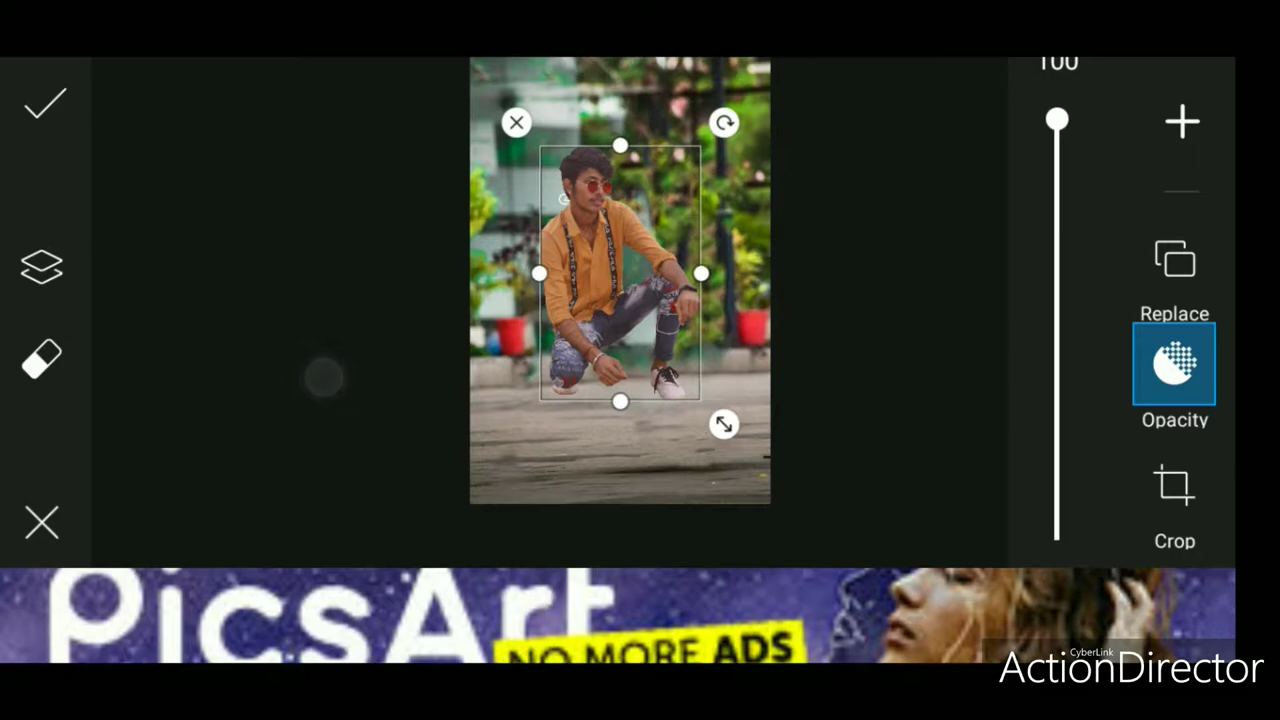 100
Replace
Opacity
Crop
PicsArt
NO MORE ADS
CyberLink
ActionDirector